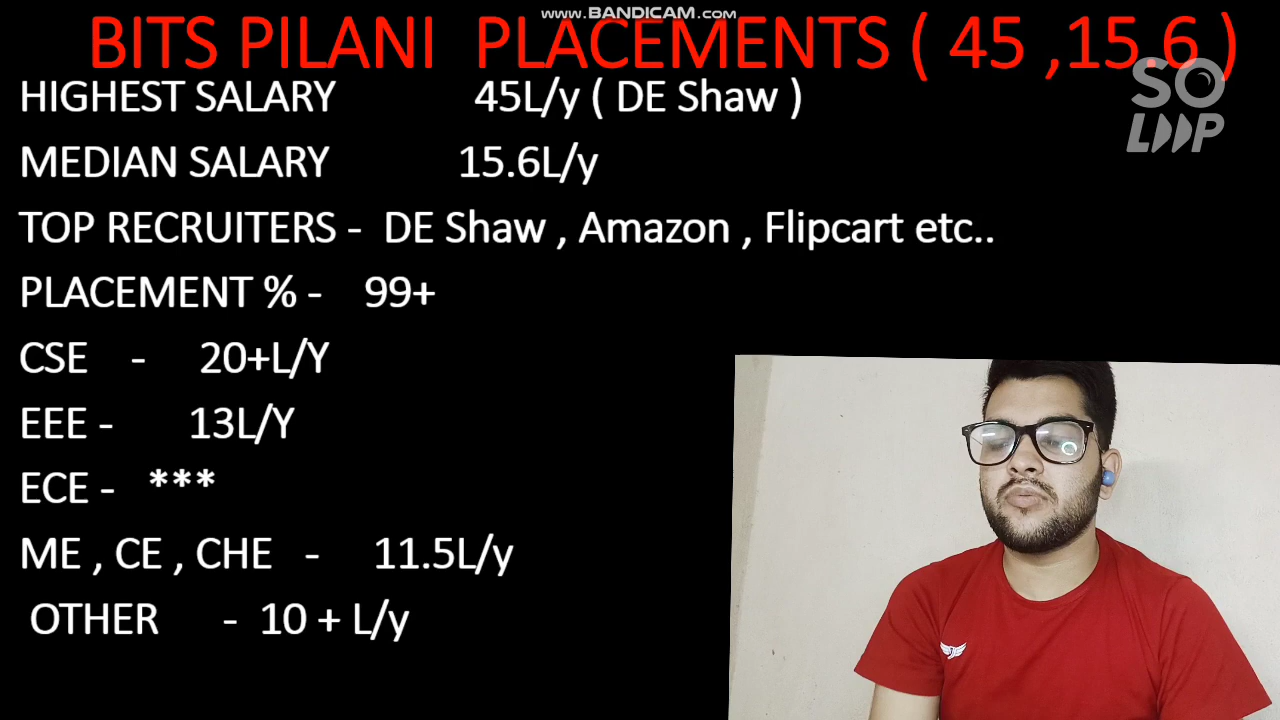 www.BANDICAM.com
BITS PILANI PLACEMENTS ( 45 ,15.6 )
SO
LOOP
HIGHEST SALARY 45L/y ( DE Shaw )
MEDIAN SALARY 15.6L/y
TOP RECRUITERS - DE Shaw , Amazon , Flipcart etc..
PLACEMENT % - 99+
CSE - 20+L/Y
EEE - 13L/Y
ECE - ***
ME , CE , CHE - 11.5L/y
OTHER - 10 + L/y